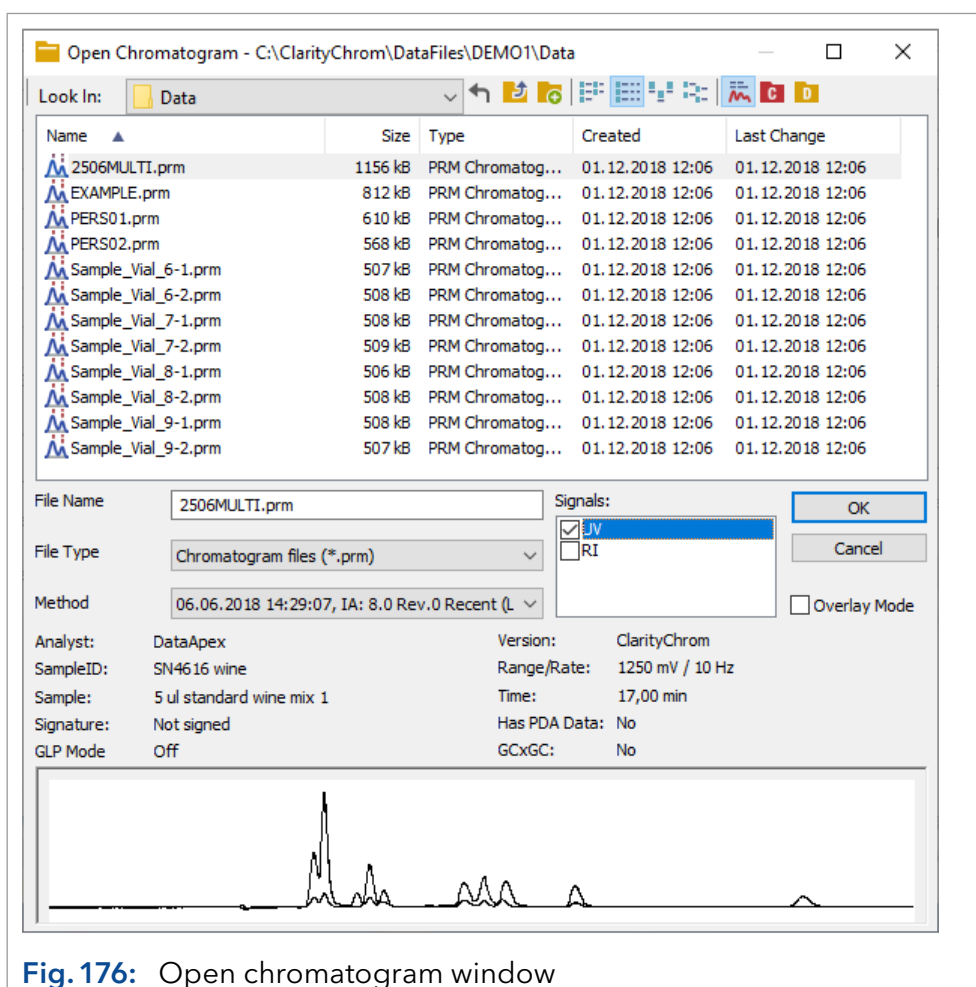 Open Chromatogram - C:\ClarityChrom\DataFiles\DEMO1\Data
Look In: Data C D
Name Size Type Created Last Change
2506MULTI.prm 1156 kB PRM Chromatog... 01.12.2018 12:06 01.12.2018 12:06
EXAMPLE.prm 812 kB PRM Chromatog... 01.12.2018 12:06 01.12.2018 12:06
PERS01.prm 610 kB PRM Chromatog... 01.12.2018 12:06 01.12.2018 12:06
PERS02.prm 568 kB PRM Chromatog... 01.12.2018 12:06 01.12.2018 12:06
Sample_Vial_6-1.prm 507 kB PRM Chromatog... 01.12.2018 12:06 01.12.2018 12:06
Sample_Vial_6-2.prm 508 kB PRM Chromatog... 01.12.2018 12:06 01.12.2018 12:06
Sample_Vial_7-1.prm 508 kB PRM Chromatog... 01.12.2018 12:06 01.12.2018 12:06
Sample_Vial_7-2.prm 509 kB PRM Chromatog... 01.12.2018 12:06 01.12.2018 12:06
Sample_Vial_8-1.prm 506 kB PRM Chromatog... 01.12.2018 12:06 01.12.2018 12:06
Sample_Vial_8-2.prm 508 kB PRM Chromatog... 01.12.2018 12:06 01.12.2018 12:06
Sample_Vial_9-1.prm 508 kB PRM Chromatog... 01.12.2018 12:06 01.12.2018 12:06
Sample_Vial_9-2.prm 507 kB PRM Chromatog... 01.12.2018 12:06 01.12.2018 12:06
File Name 2506MULTI.prm Signals: OK
UV
File Type Chromatogram files (*.prm) RI Cancel
Method 06.06.2018 14:29:07, IA: 8.0 Rev.0 Recent (L Overlay Mode
Analyst: DataApex Version: ClarityChrom
SampleID: SN4616 wine Range/Rate: 1250 mV / 10 Hz
Sample: 5 ul standard wine mix 1 Time: 17,00 min
Signature: Not signed Has PDA Data: No
GLP Mode Off GCxGC: No
Fig. 176: Open chromatogram window